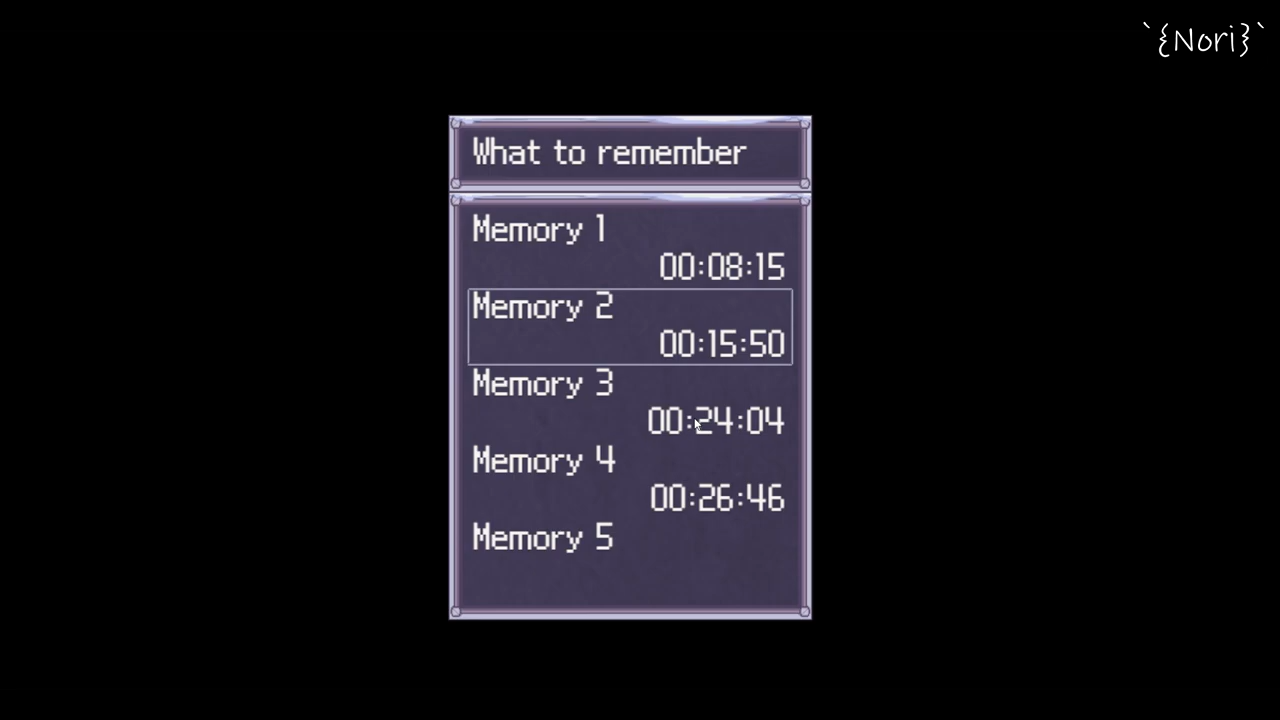 `{Nori}`
What to remember
Memory 1
00:08:15
Memory 2
00:15:50
Memory 3
00:24:04
Memory 4
00:26:46
Memory 5